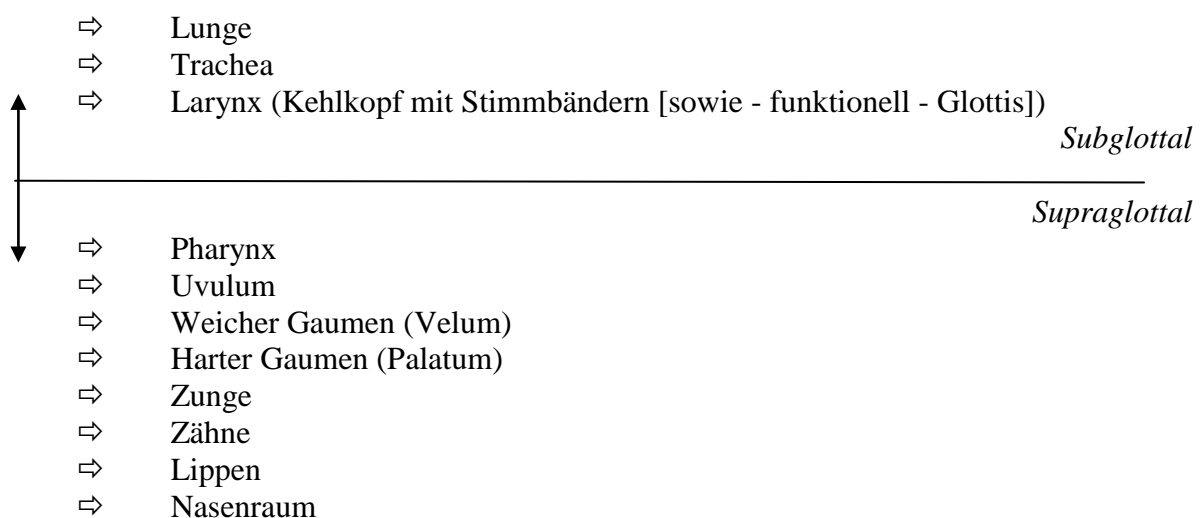 ⇨ Lunge
⇨ Trachea
⇨ Larynx (Kehlkopf mit Stimmbändern [sowie - funktionell - Glottis])
Subglottal
Supraglottal
⇨ Pharynx
⇨ Uvulum
⇨ Weicher Gaumen (Velum)
⇨ Harter Gaumen (Palatum)
⇨ Zunge
⇨ Zähne
⇨ Lippen
⇨ Nasenraum